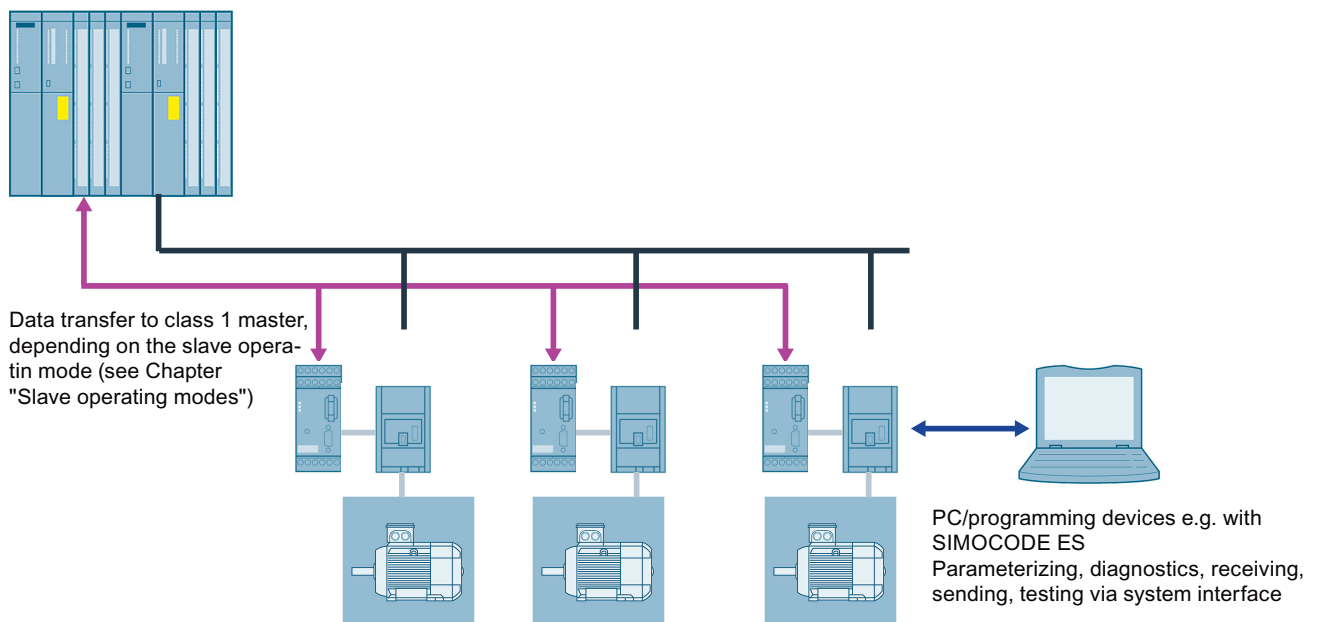 Data transfer to class 1 master,
depending on the slave opera-
tin mode (see Chapter
"Slave operating modes")
PC/programming devices e.g. with
SIMOCODE ES
Parameterizing, diagnostics, receiving,
sending, testing via system interface